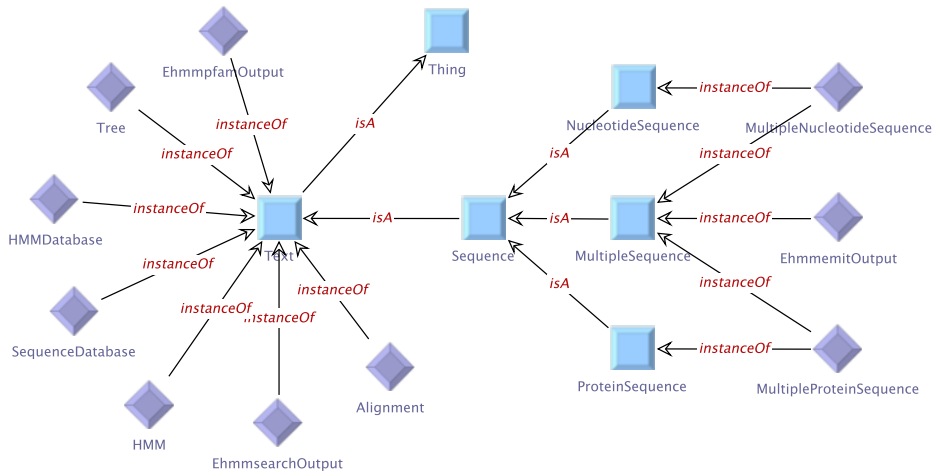 EhmmpfamOutput
Thing
Tree
NucleotideSequence
instanceOf
MultipleNucleotideSequence
instanceOf
isA
instanceOf
isA
instanceOf
HMMDatabase
instanceOf
Text
isA
Sequence
isA
MultipleSequence
instanceOf
EhmmemitOutput
instanceOf
isA
instanceOf
instanceOf
instanceOf
instanceOf
SequenceDatabase
instanceOf
ProteinSequence
MultipleProteinSequence
Alignment
HMM
EhmmsearchOutput